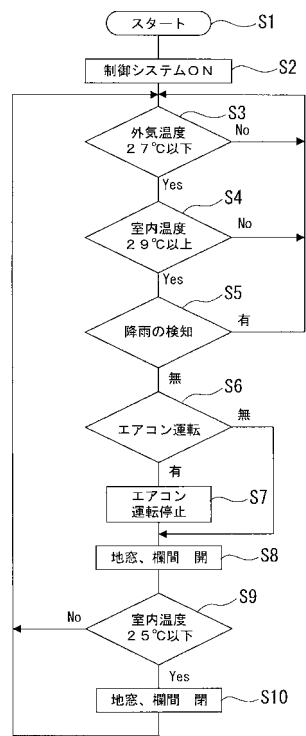 スタート
S1
制御システムON
S2
S3
外気温度
27℃以下
No
Yes
S4
室内温度
29℃以上
No
Yes
S5
降雨の検知
有
無
S6
エアコン運転
無
有
エアコン
運転停止
S7
地窓、欄間 開
S8
S9
室内温度
25℃以下
No
Yes
地窓、欄間 閉
S10